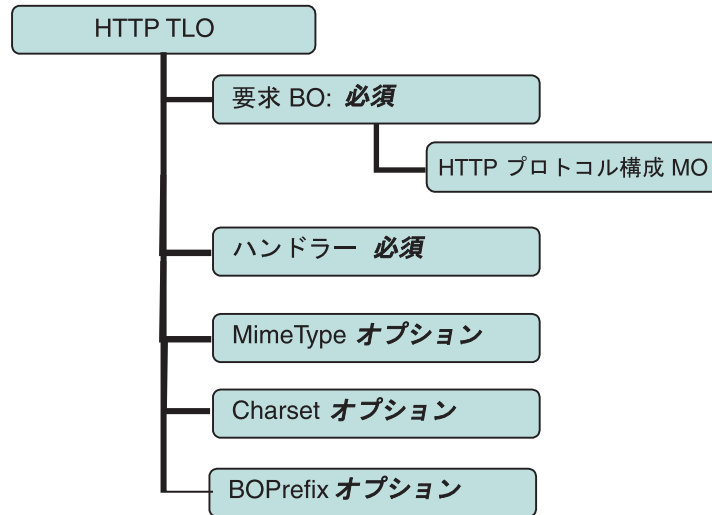 HTTP TLO
要求 BO: 必須
HTTP プロトコル構成 MO
ハンドラー 必須
MimeType オプション
Charset オプション
BOPrefix オプション